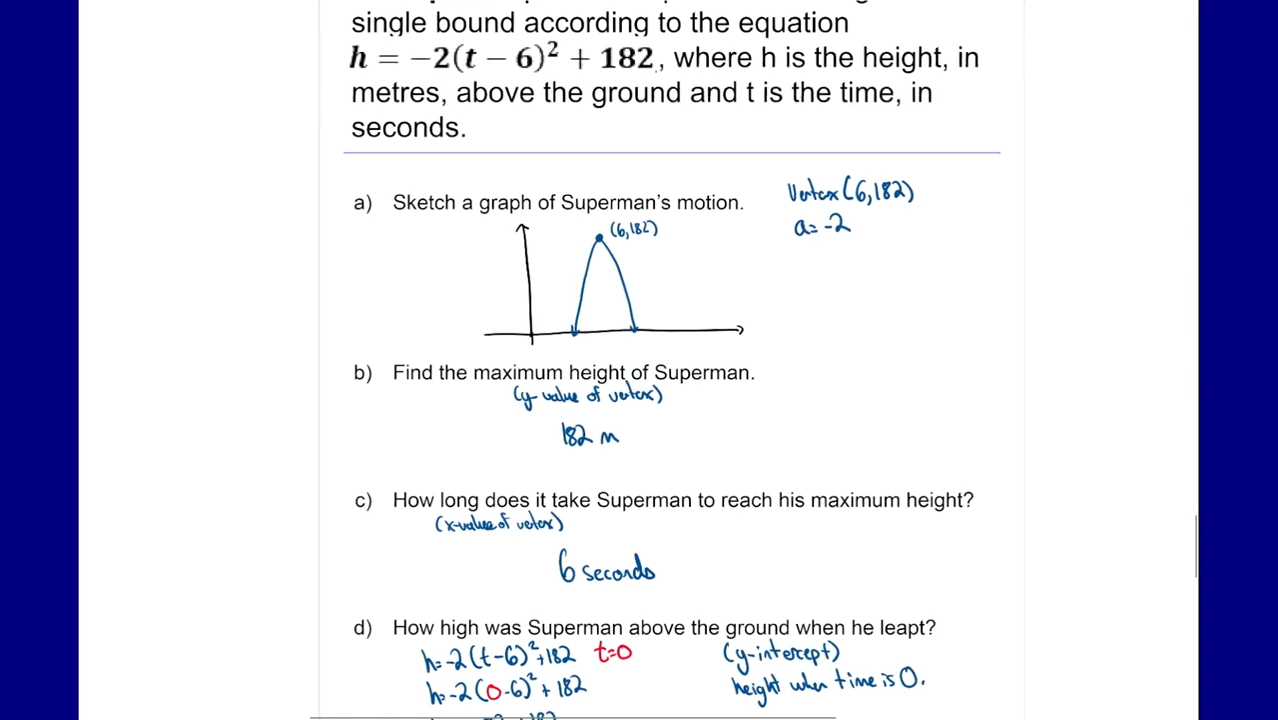 single bound according to the equation
h = −2(t − 6)² + 182, where h is the height, in
metres, above the ground and t is the time, in
seconds.
a) Sketch a graph of Superman's motion.
Vertex (6,182)
a=-2
(6,182)
b) Find the maximum height of Superman.
(y-value of vertex)
182 m
c) How long does it take Superman to reach his maximum height?
(x-value of vertex)
6 seconds
d) How high was Superman above the ground when he leapt?
h=-2(t-6)²+182 t=0 (y-intercept)
h=-2(0-6)²+182 height when time is 0.